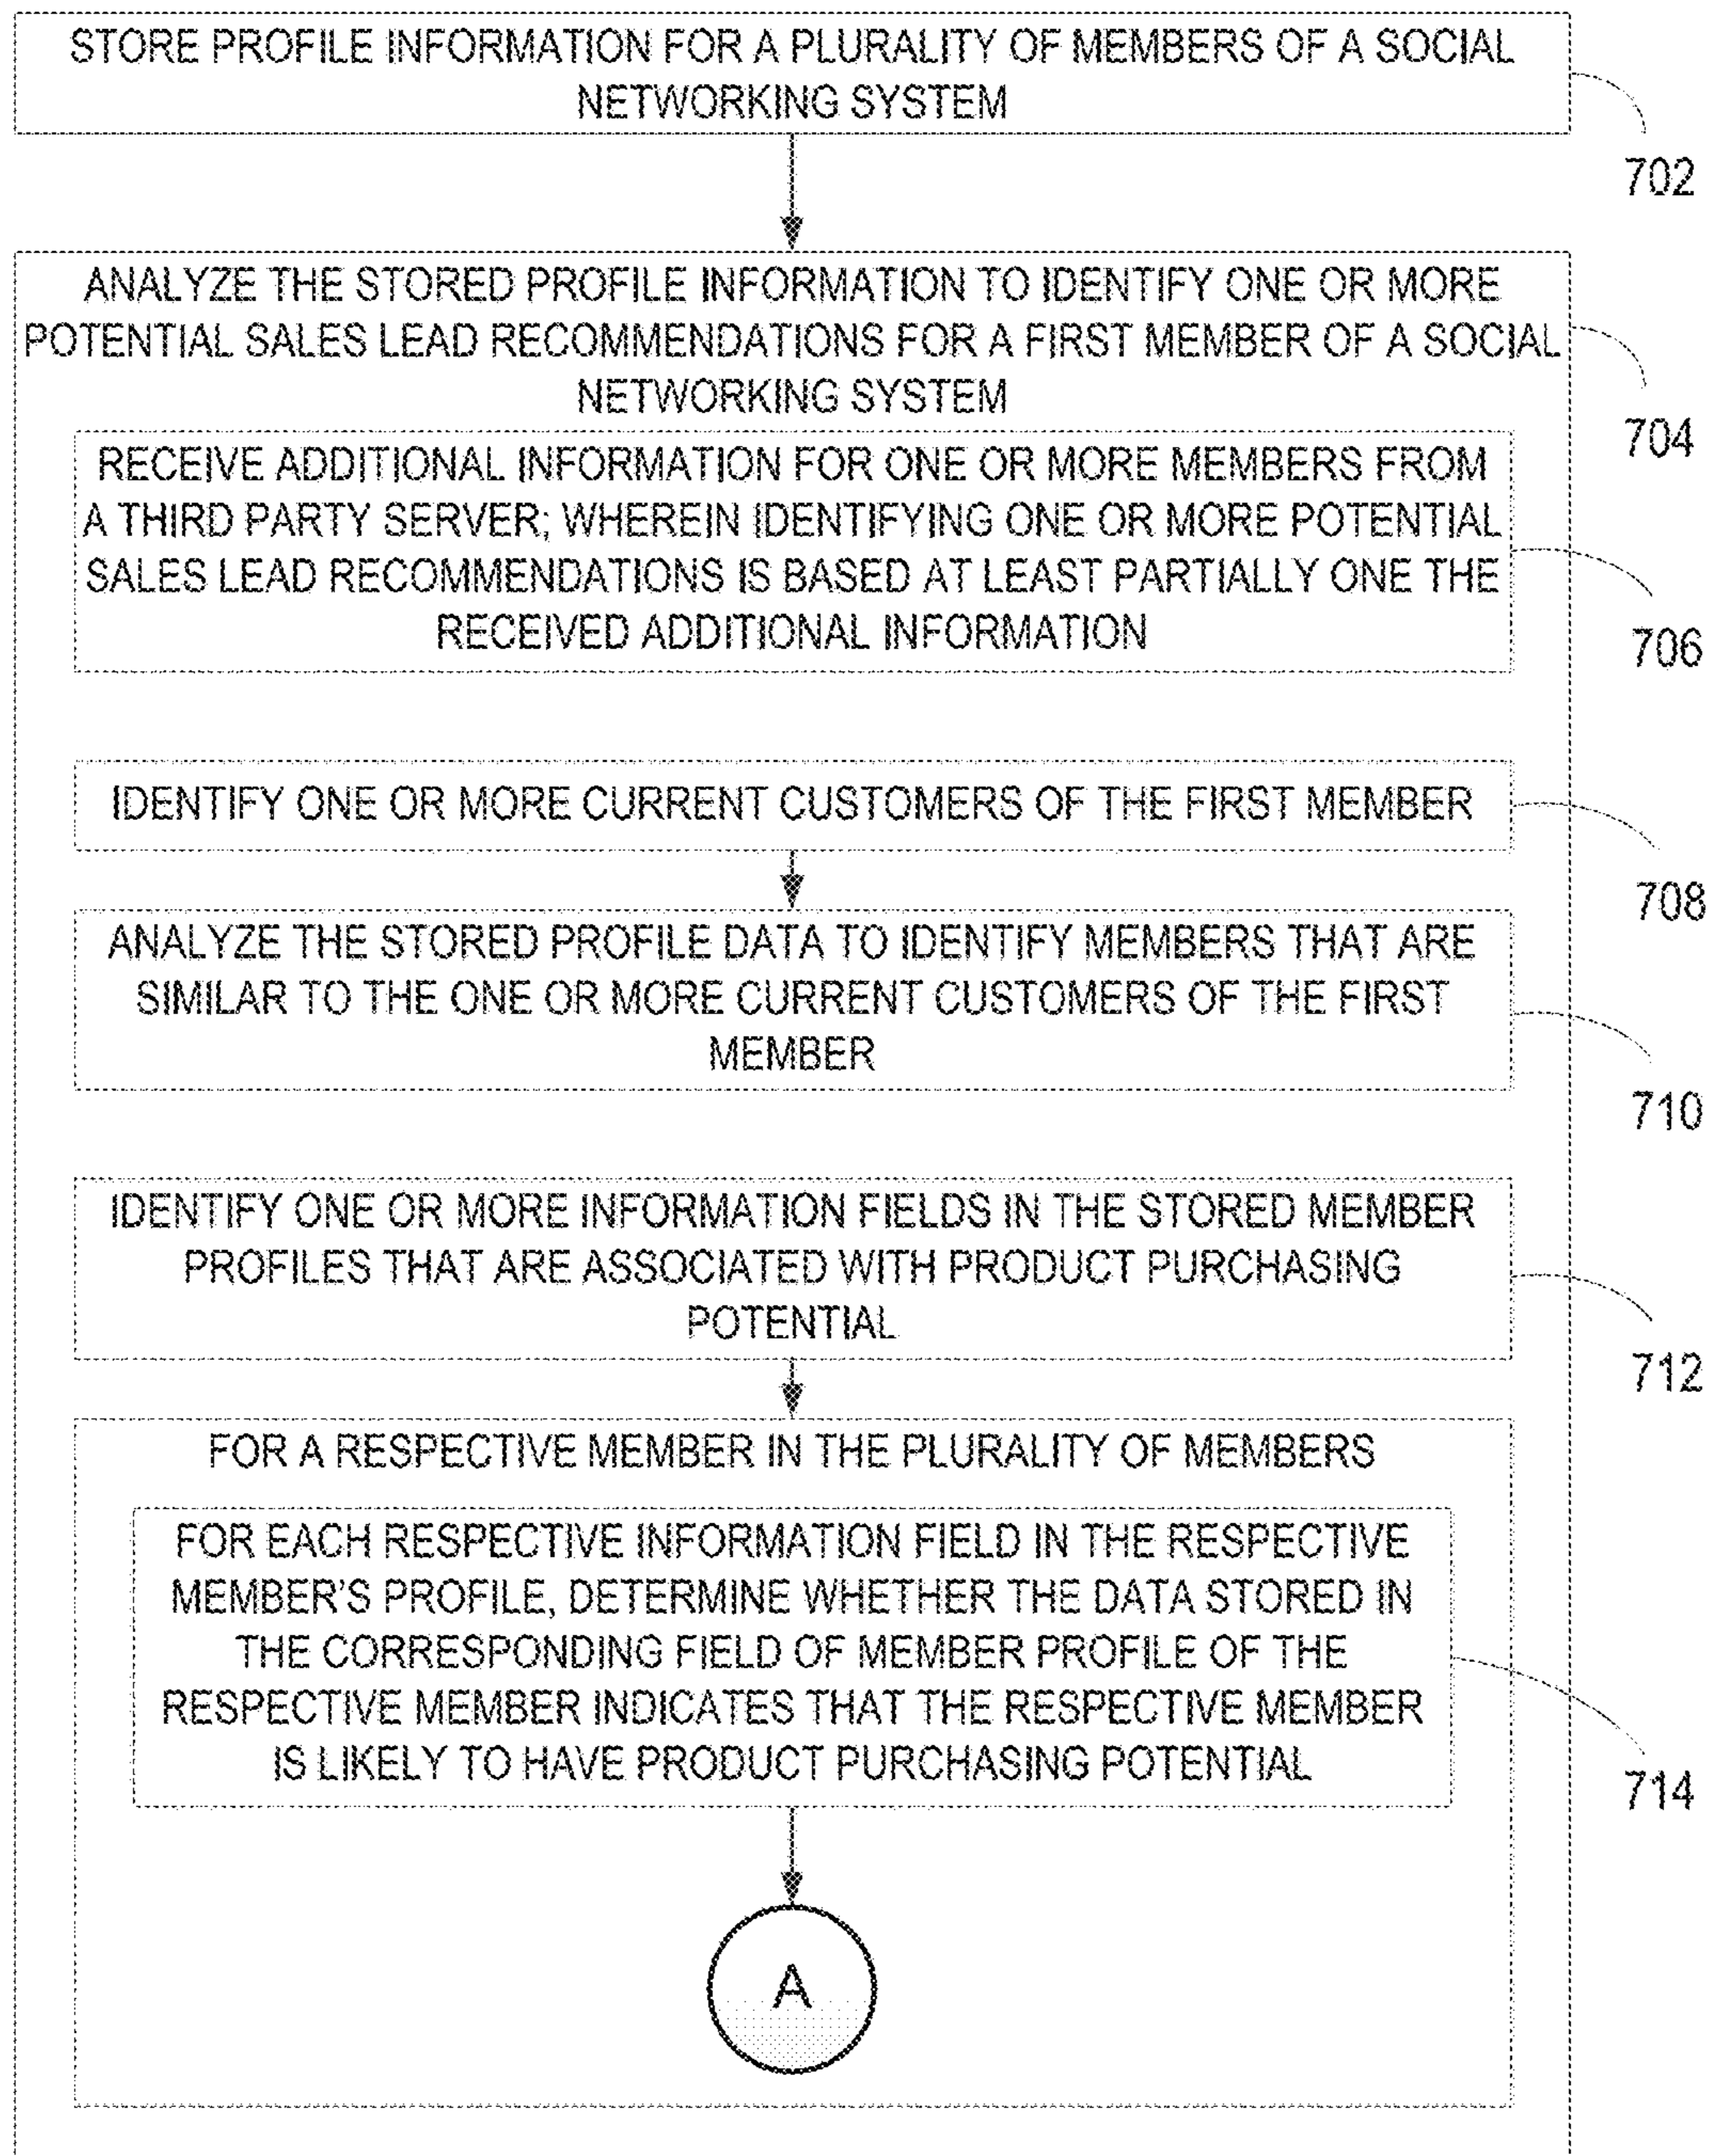 STORE PROFILE INFORMATION FOR A PLURALITY OF MEMBERS OF A SOCIAL
NETWORKING SYSTEM
702
ANALYZE THE STORED PROFILE INFORMATION TO IDENTIFY ONE OR MORE
POTENTIAL SALES LEAD RECOMMENDATIONS FOR A FIRST MEMBER OF A SOCIAL
NETWORKING SYSTEM
704
RECEIVE ADDITIONAL INFORMATION FOR ONE OR MORE MEMBERS FROM
A THIRD PARTY SERVER; WHEREIN IDENTIFYING ONE OR MORE POTENTIAL
SALES LEAD RECOMMENDATIONS IS BASED AT LEAST PARTIALLY ONE THE
RECEIVED ADDITIONAL INFORMATION
706
IDENTIFY ONE OR MORE CURRENT CUSTOMERS OF THE FIRST MEMBER
708
ANALYZE THE STORED PROFILE DATA TO IDENTIFY MEMBERS THAT ARE
SIMILAR TO THE ONE OR MORE CURRENT CUSTOMERS OF THE FIRST
MEMBER
710
IDENTIFY ONE OR MORE INFORMATION FIELDS IN THE STORED MEMBER
PROFILES THAT ARE ASSOCIATED WITH PRODUCT PURCHASING
POTENTIAL
712
FOR A RESPECTIVE MEMBER IN THE PLURALITY OF MEMBERS
FOR EACH RESPECTIVE INFORMATION FIELD IN THE RESPECTIVE
MEMBER'S PROFILE, DETERMINE WHETHER THE DATA STORED IN
THE CORRESPONDING FIELD OF MEMBER PROFILE OF THE
RESPECTIVE MEMBER INDICATES THAT THE RESPECTIVE MEMBER
IS LIKELY TO HAVE PRODUCT PURCHASING POTENTIAL
714
A